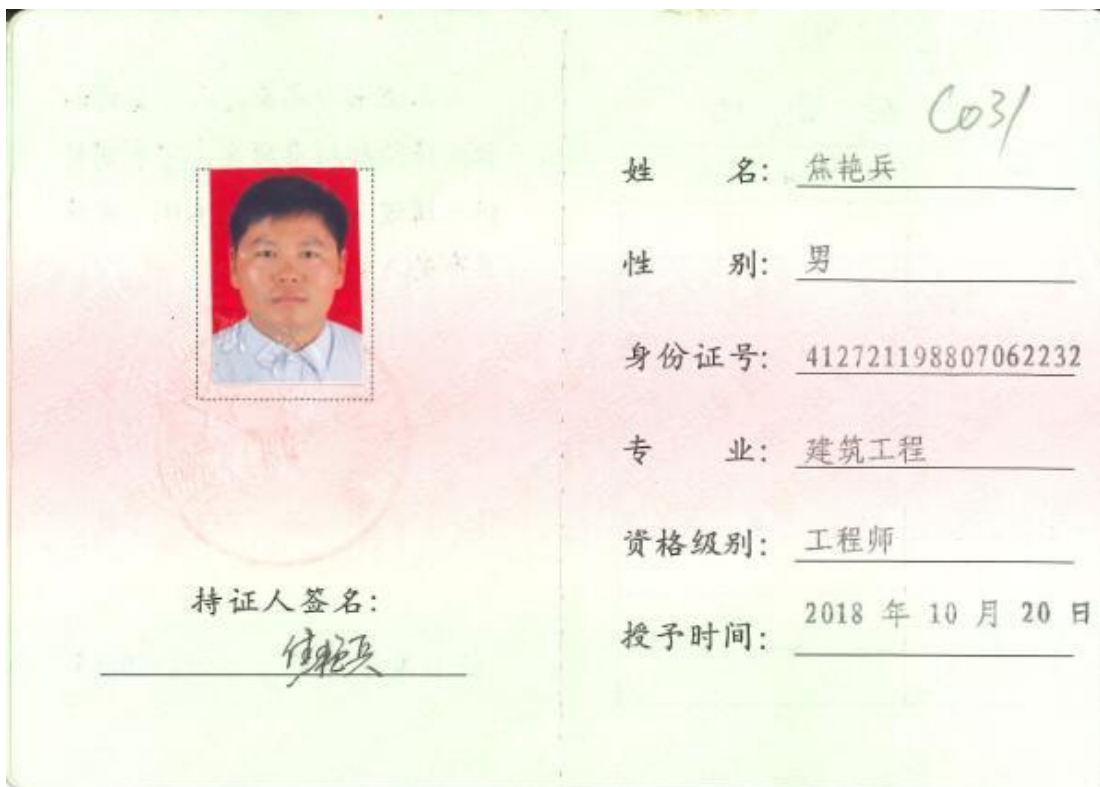 C031
姓 名: 焦艳兵
性 别: 男
身份证号: 412721198807062232
专 业: 建筑工程
资格级别: 工程师
授予时间: 2018 年 10 月 20 日
持证人签名:
焦艳兵